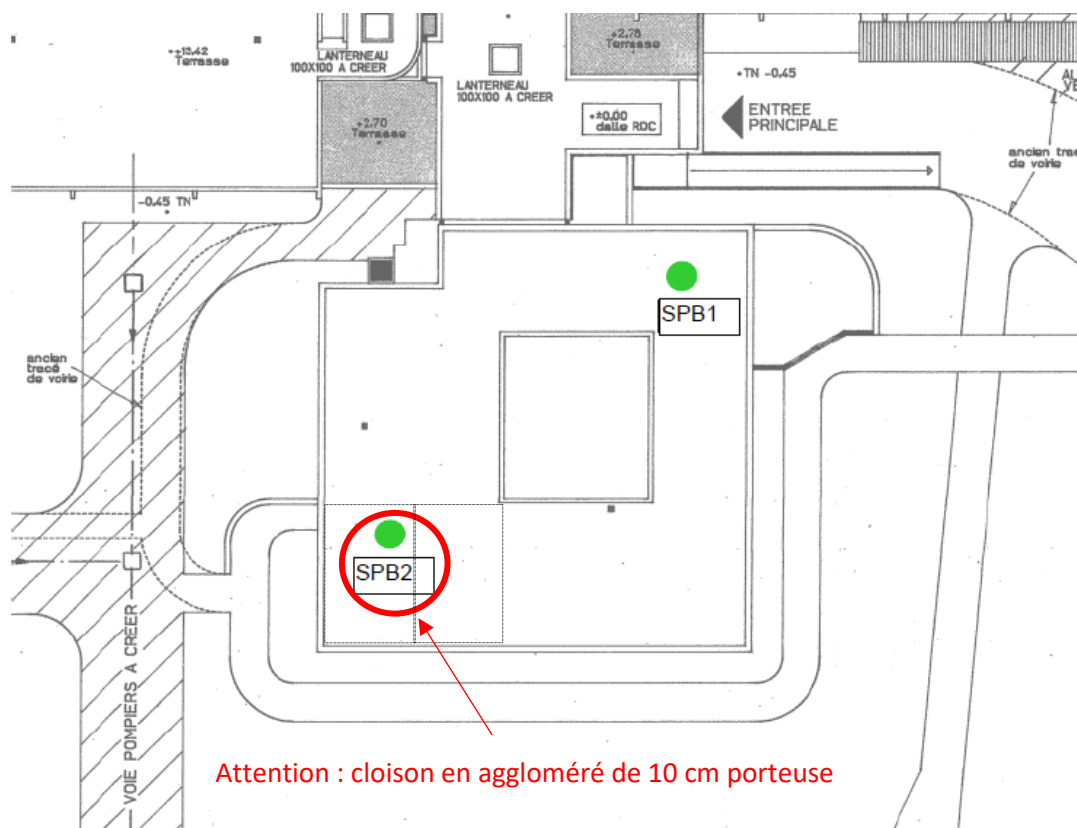 +13.42
Terrasse
LANTERNEAU
100X100 A CREER
LANTERNEAU
100X100 A CREER
+2.78
Terrasse
TN -0.45
ENTREE
PRINCIPALE
+2.70
Terrasse
±0.00
dalle RDC
ancien
de voirie
-0.45 TN
SPB1
ancien
tracé
de voirie
SPB2
VOIE POMPIERS A CREER
Attention : cloison en aggloméré de 10 cm porteuse